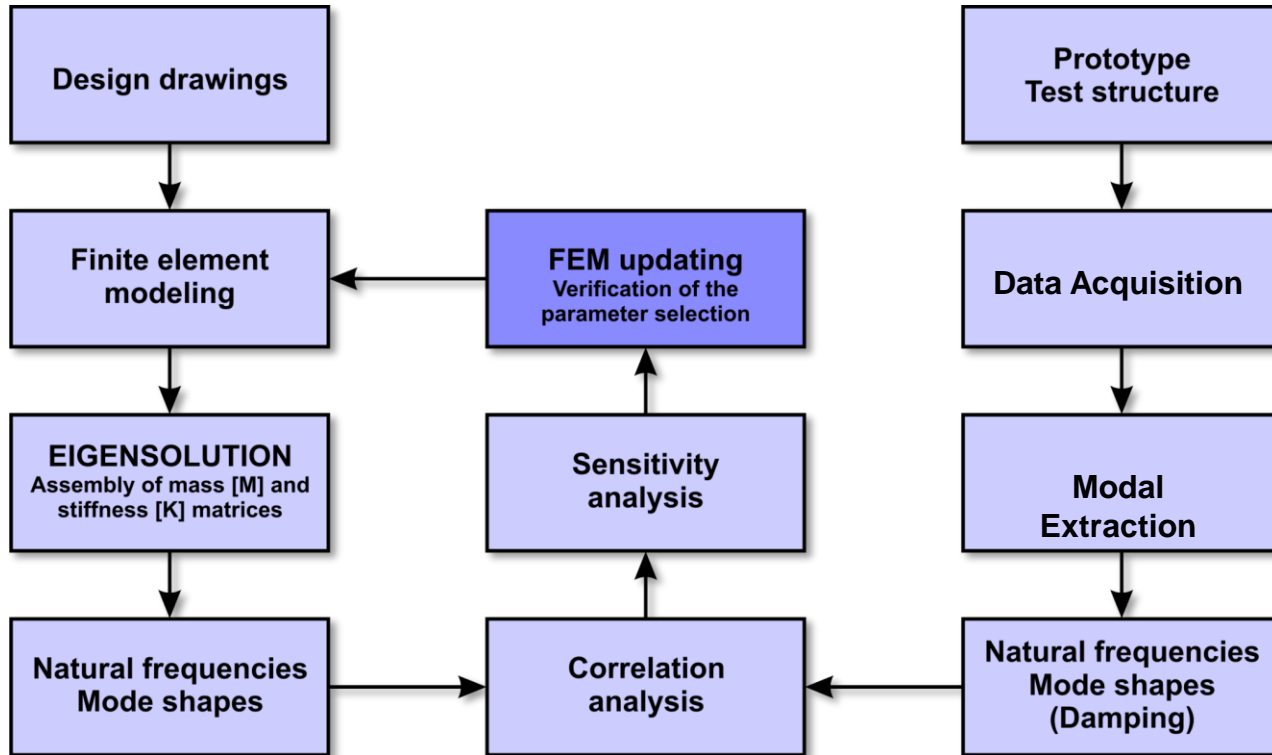 Design drawings
Prototype
Test structure
Finite element
modeling
FEM updating
Verification of the
parameter selection
Data Acquisition
EIGENSOLUTION
Assembly of mass [M] and
stiffness [K] matrices
Sensitivity
analysis
Modal
Extraction
Natural frequencies
Mode shapes
Correlation
analysis
Natural frequencies
Mode shapes
(Damping)